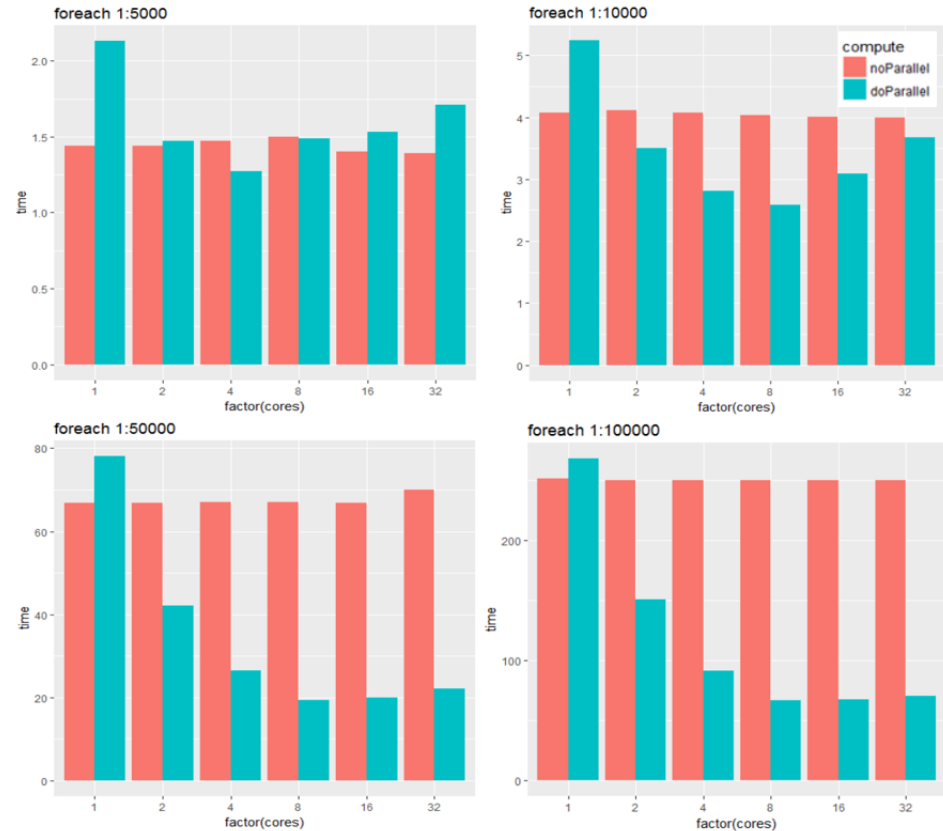 foreach 1:5000
2.0
1.5
1.0
0.5
0.0
time
1 2 4 8 16 32
factor(cores)
foreach 1:10000
5
4
3
2
1
0
time
compute
noParallel
doParallel
1 2 4 8 16 32
factor(cores)
foreach 1:50000
80
60
40
20
0
time
1 2 4 8 16 32
factor(cores)
foreach 1:100000
200
100
0
time
1 2 4 8 16 32
factor(cores)